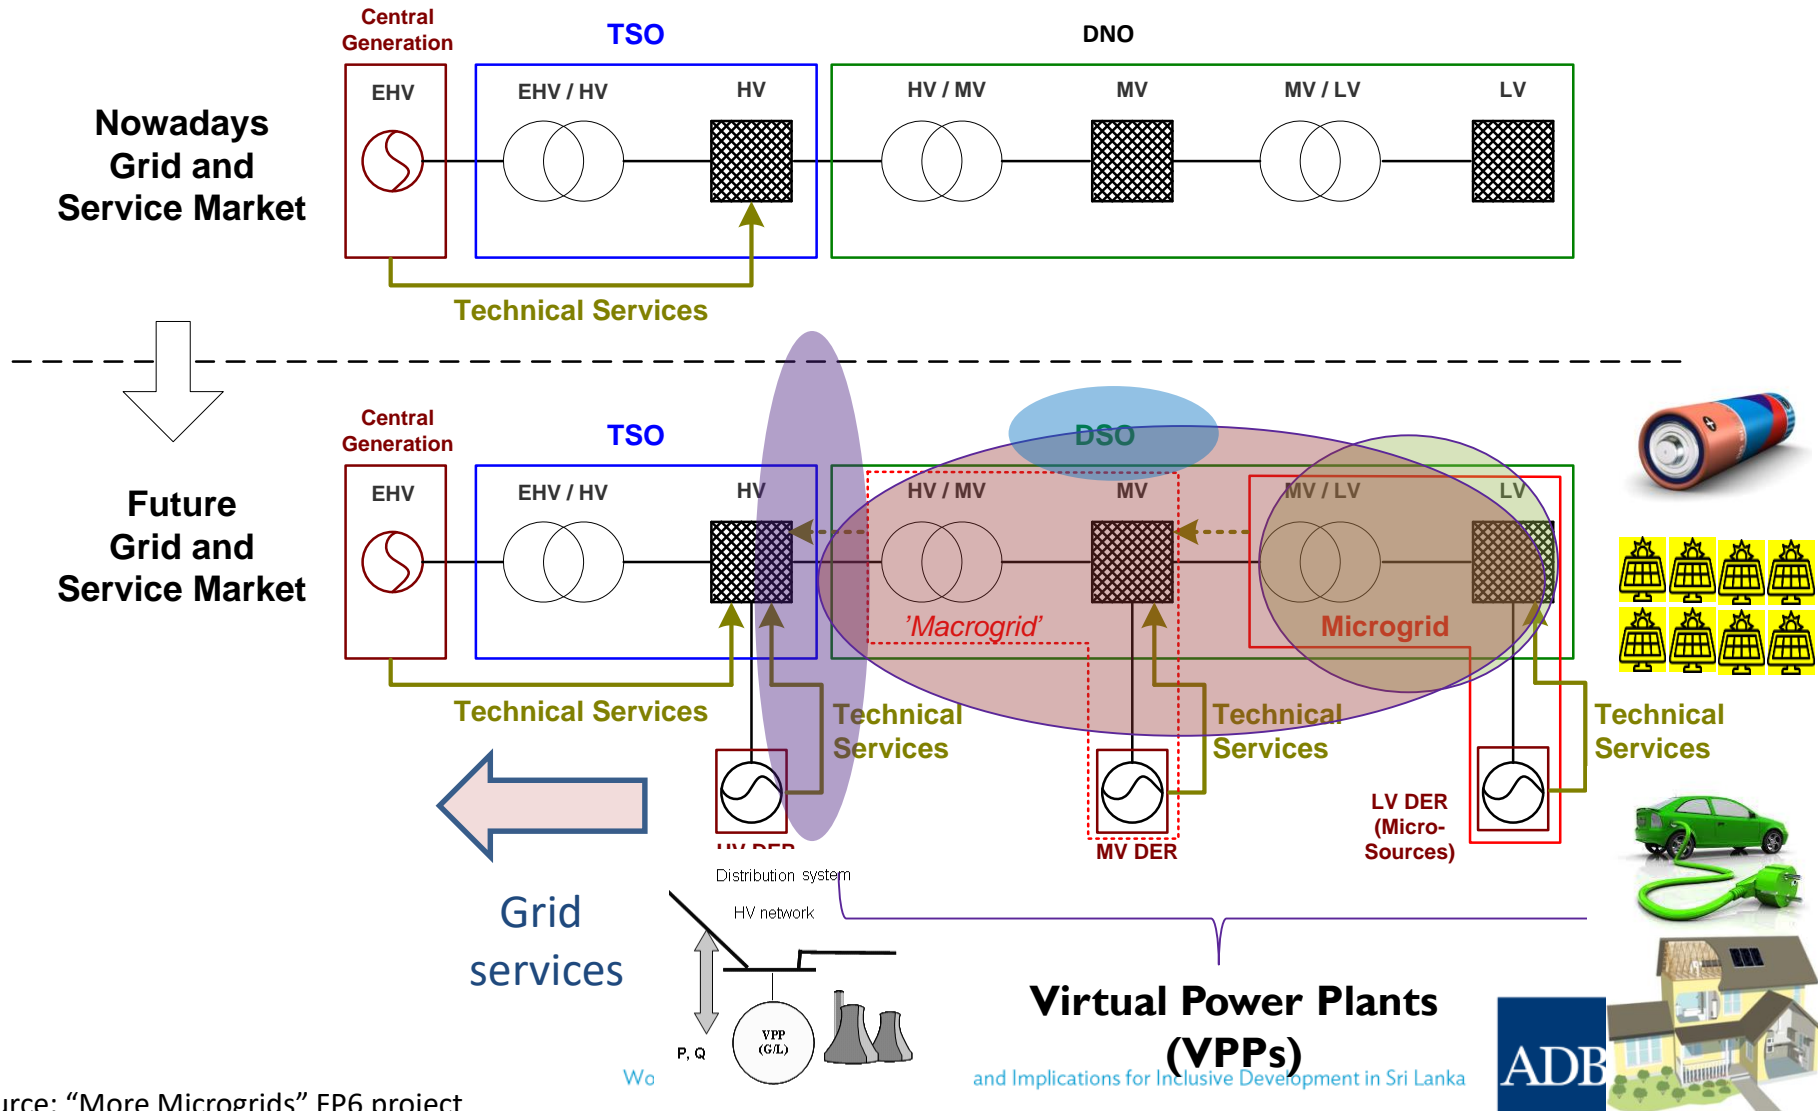 Central
Generation
TSO
DNO
EHV
EHV / HV
HV
HV / MV
MV
MV / LV
LV
Nowadays
Grid and
Service Market
Technical Services
Central
Generation
TSO
DSO
EHV
EHV / HV
HV
HV / MV
MV
MV / LV
LV
Future
Grid and
Service Market
'Macrogrid'
Microgrid
Technical Services
Technical
Services
Technical
Services
Technical
Services
HV DER
MV DER
LV DER
(Micro-
Sources)
Grid
services
Distribution system
HV network
VPP
(G/L)
P, Q
Virtual Power Plants
(VPPs)
ADB
and Implications for Inclusive Development in Sri Lanka
"More Microgrids" FP6 project